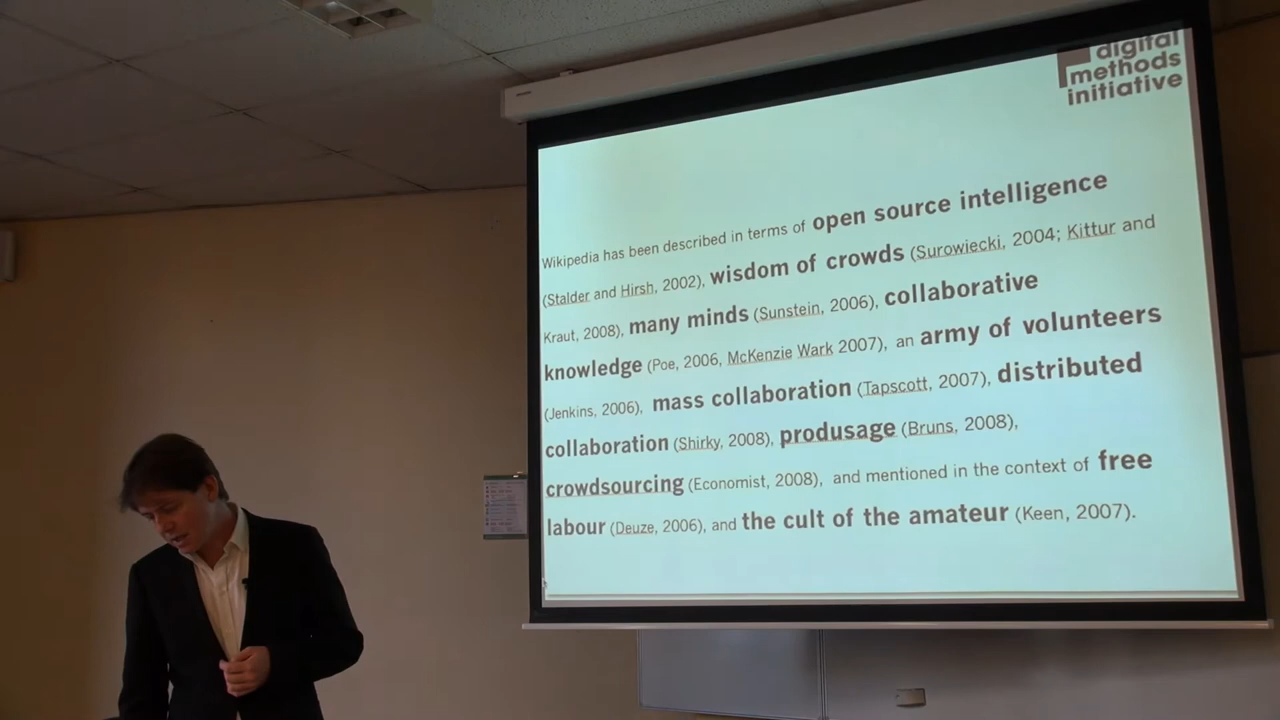 digital
methods
initiative
Wikipedia has been described in terms of open source intelligence
(Stalder and Hirsh, 2002), wisdom of crowds (Surowiecki, 2004; Kittur and
Kraut, 2008), many minds (Sunstein, 2006), collaborative
knowledge (Poe, 2006, McKenzie Wark 2007), an army of volunteers
(Jenkins, 2006), mass collaboration (Tapscott, 2007), distributed
collaboration (Shirky, 2008), produsage (Bruns, 2008),
crowdsourcing (Economist, 2008), and mentioned in the context of free
labour (Deuze, 2006), and the cult of the amateur (Keen, 2007).